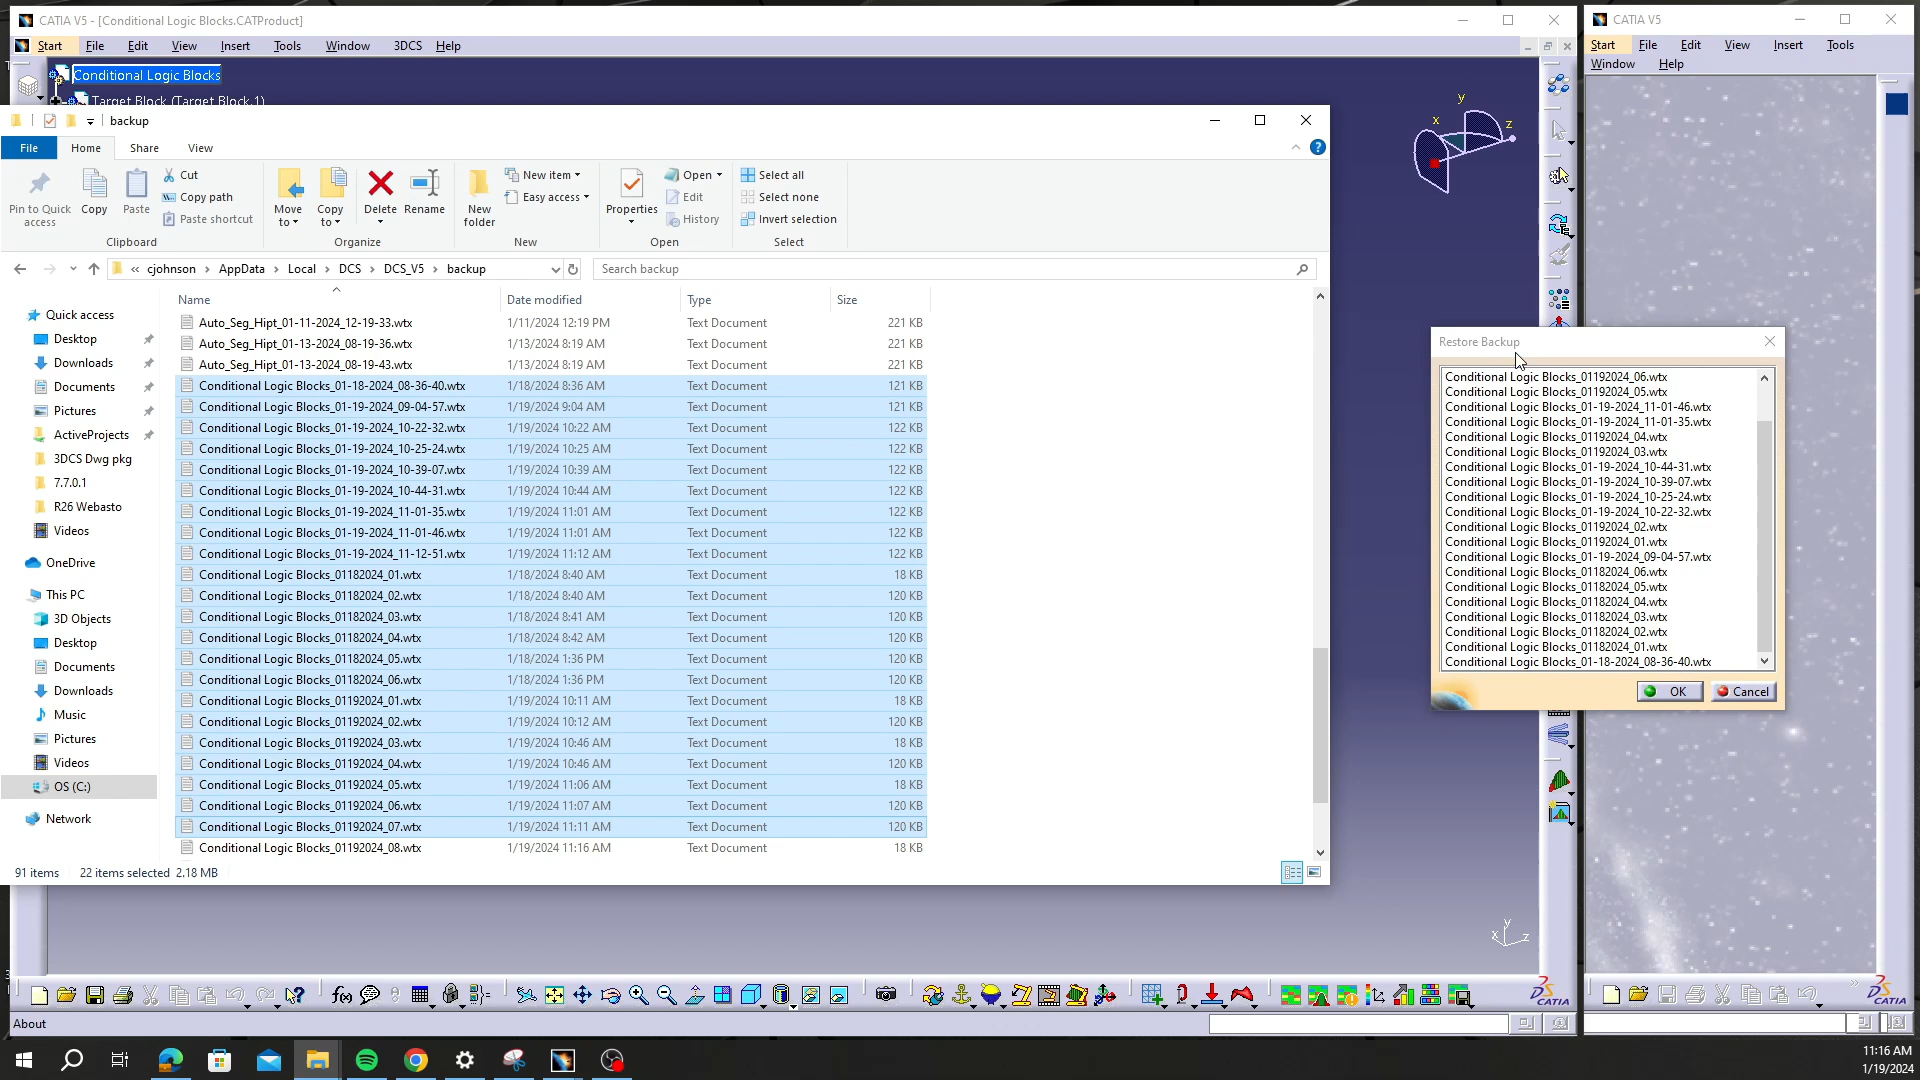 CATIA V5 - [Conditional Logic Blocks.CATProduct]
Start File Edit View Insert Tools Window 3DCS Help
Conditional Logic Blocks
Target Block (Target Block.1)
CATIA V5
Start File Edit View Insert Tools
Window Help
backup
File Home Share View
Pin to Quick access
Copy
Paste
Cut
Copy path
Paste shortcut
Clipboard
Move to
Copy to
Delete
Rename
Organize
New folder
New item
Easy access
New
Properties
Open
Edit
History
Open
Select all
Select none
Invert selection
Select
« cjohnson › AppData › Local › DCS › DCS_V5 › backup
Search backup
Quick access
Desktop
Downloads
Documents
Pictures
ActiveProjects
3DCS Dwg pkg
7.7.0.1
R26 Webasto
Videos
OneDrive
This PC
3D Objects
Desktop
Documents
Downloads
Music
Pictures
Videos
OS (C:)
Network
Name Date modified Type Size
Auto_Seg_Hipt_01-11-2024_12-19-33.wtx 1/11/2024 12:19 PM Text Document 221 KB
Auto_Seg_Hipt_01-13-2024_08-19-36.wtx 1/13/2024 8:19 AM Text Document 221 KB
Auto_Seg_Hipt_01-13-2024_08-19-43.wtx 1/13/2024 8:19 AM Text Document 221 KB
Conditional Logic Blocks_01-18-2024_08-36-40.wtx 1/18/2024 8:36 AM Text Document 121 KB
Conditional Logic Blocks_01-19-2024_09-04-57.wtx 1/19/2024 9:04 AM Text Document 121 KB
Conditional Logic Blocks_01-19-2024_10-22-32.wtx 1/19/2024 10:22 AM Text Document 122 KB
Conditional Logic Blocks_01-19-2024_10-25-24.wtx 1/19/2024 10:25 AM Text Document 122 KB
Conditional Logic Blocks_01-19-2024_10-39-07.wtx 1/19/2024 10:39 AM Text Document 122 KB
Conditional Logic Blocks_01-19-2024_10-44-31.wtx 1/19/2024 10:44 AM Text Document 122 KB
Conditional Logic Blocks_01-19-2024_11-01-35.wtx 1/19/2024 11:01 AM Text Document 122 KB
Conditional Logic Blocks_01-19-2024_11-01-46.wtx 1/19/2024 11:01 AM Text Document 122 KB
Conditional Logic Blocks_01-19-2024_11-12-51.wtx 1/19/2024 11:12 AM Text Document 122 KB
Conditional Logic Blocks_01182024_01.wtx 1/18/2024 8:40 AM Text Document 18 KB
Conditional Logic Blocks_01182024_02.wtx 1/18/2024 8:40 AM Text Document 120 KB
Conditional Logic Blocks_01182024_03.wtx 1/18/2024 8:41 AM Text Document 120 KB
Conditional Logic Blocks_01182024_04.wtx 1/18/2024 8:42 AM Text Document 120 KB
Conditional Logic Blocks_01182024_05.wtx 1/18/2024 1:36 PM Text Document 120 KB
Conditional Logic Blocks_01182024_06.wtx 1/18/2024 1:36 PM Text Document 120 KB
Conditional Logic Blocks_01192024_01.wtx 1/19/2024 10:11 AM Text Document 18 KB
Conditional Logic Blocks_01192024_02.wtx 1/19/2024 10:12 AM Text Document 120 KB
Conditional Logic Blocks_01192024_03.wtx 1/19/2024 10:46 AM Text Document 18 KB
Conditional Logic Blocks_01192024_04.wtx 1/19/2024 10:46 AM Text Document 120 KB
Conditional Logic Blocks_01192024_05.wtx 1/19/2024 11:06 AM Text Document 18 KB
Conditional Logic Blocks_01192024_06.wtx 1/19/2024 11:07 AM Text Document 120 KB
Conditional Logic Blocks_01192024_07.wtx 1/19/2024 11:11 AM Text Document 120 KB
Conditional Logic Blocks_01192024_08.wtx 1/19/2024 11:16 AM Text Document 18 KB
91 items 22 items selected 2.18 MB
y
x
z
Restore Backup
Conditional Logic Blocks_01192024_06.wtx
Conditional Logic Blocks_01192024_05.wtx
Conditional Logic Blocks_01-19-2024_11-01-46.wtx
Conditional Logic Blocks_01-19-2024_11-01-35.wtx
Conditional Logic Blocks_01192024_04.wtx
Conditional Logic Blocks_01192024_03.wtx
Conditional Logic Blocks_01-19-2024_10-44-31.wtx
Conditional Logic Blocks_01-19-2024_10-39-07.wtx
Conditional Logic Blocks_01-19-2024_10-25-24.wtx
Conditional Logic Blocks_01-19-2024_10-22-32.wtx
Conditional Logic Blocks_01192024_02.wtx
Conditional Logic Blocks_01192024_01.wtx
Conditional Logic Blocks_01-19-2024_09-04-57.wtx
Conditional Logic Blocks_01182024_06.wtx
Conditional Logic Blocks_01182024_05.wtx
Conditional Logic Blocks_01182024_04.wtx
Conditional Logic Blocks_01182024_03.wtx
Conditional Logic Blocks_01182024_02.wtx
Conditional Logic Blocks_01182024_01.wtx
Conditional Logic Blocks_01-18-2024_08-36-40.wtx
OK Cancel
y
x z
CATIA
CATIA
About
11:16 AM
1/19/2024